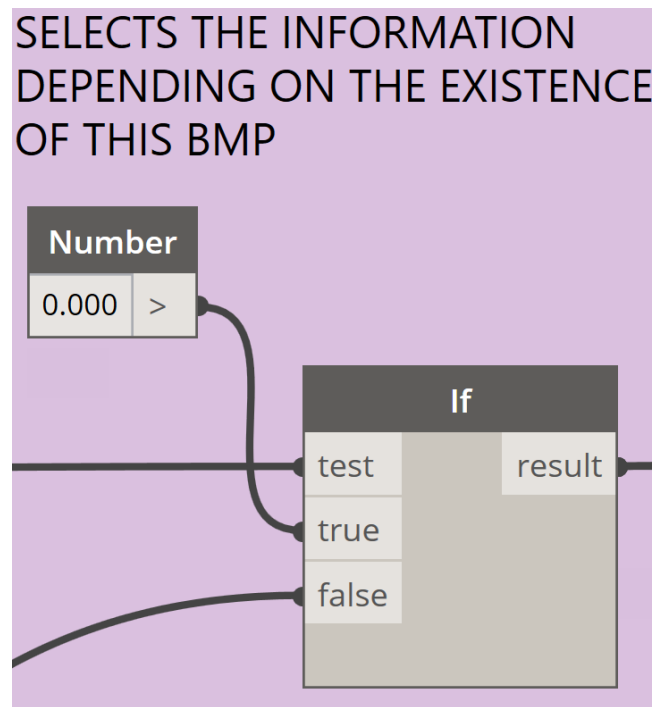 SELECTS THE INFORMATION
DEPENDING ON THE EXISTENCE
OF THIS BMP
Number
0.000 >
If
test result
true
false